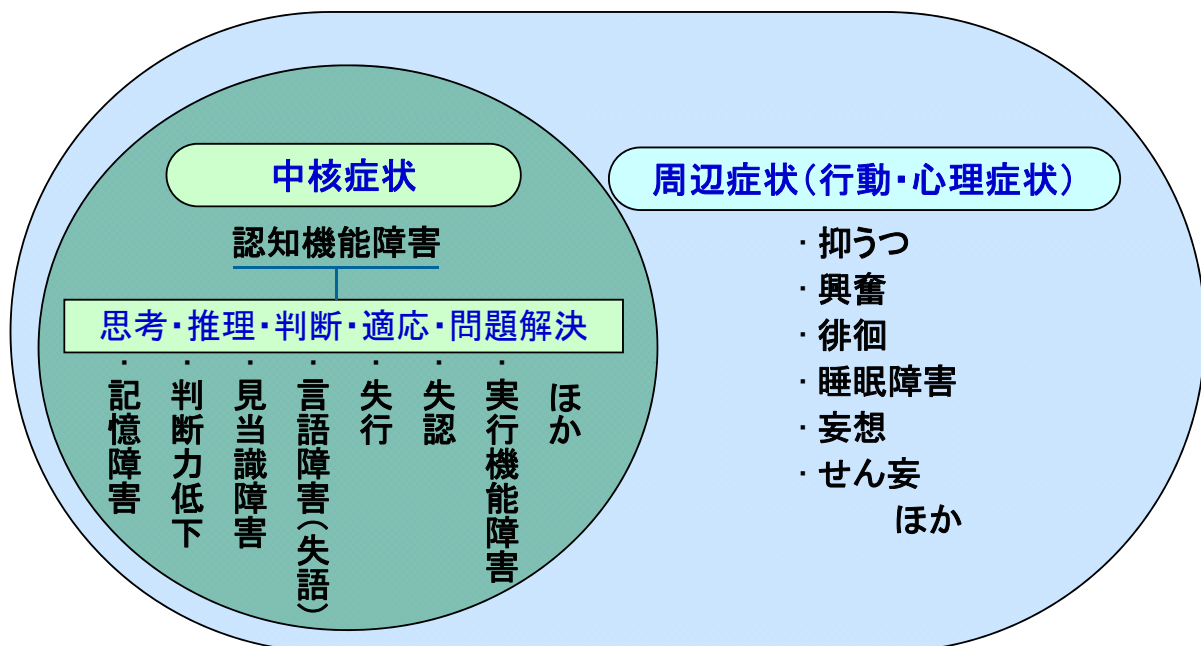 中核症状
認知機能障害
思考・推理・判断・適応・問題解決
・記憶障害
・判断力低下
・見当識障害
・言語障害(失語)
・失行
・失認
・実行機能障害
ほか
周辺症状(行動・心理症状)
・抑うつ
・興奮
・徘徊
・睡眠障害
・妄想
・せん妄
ほか